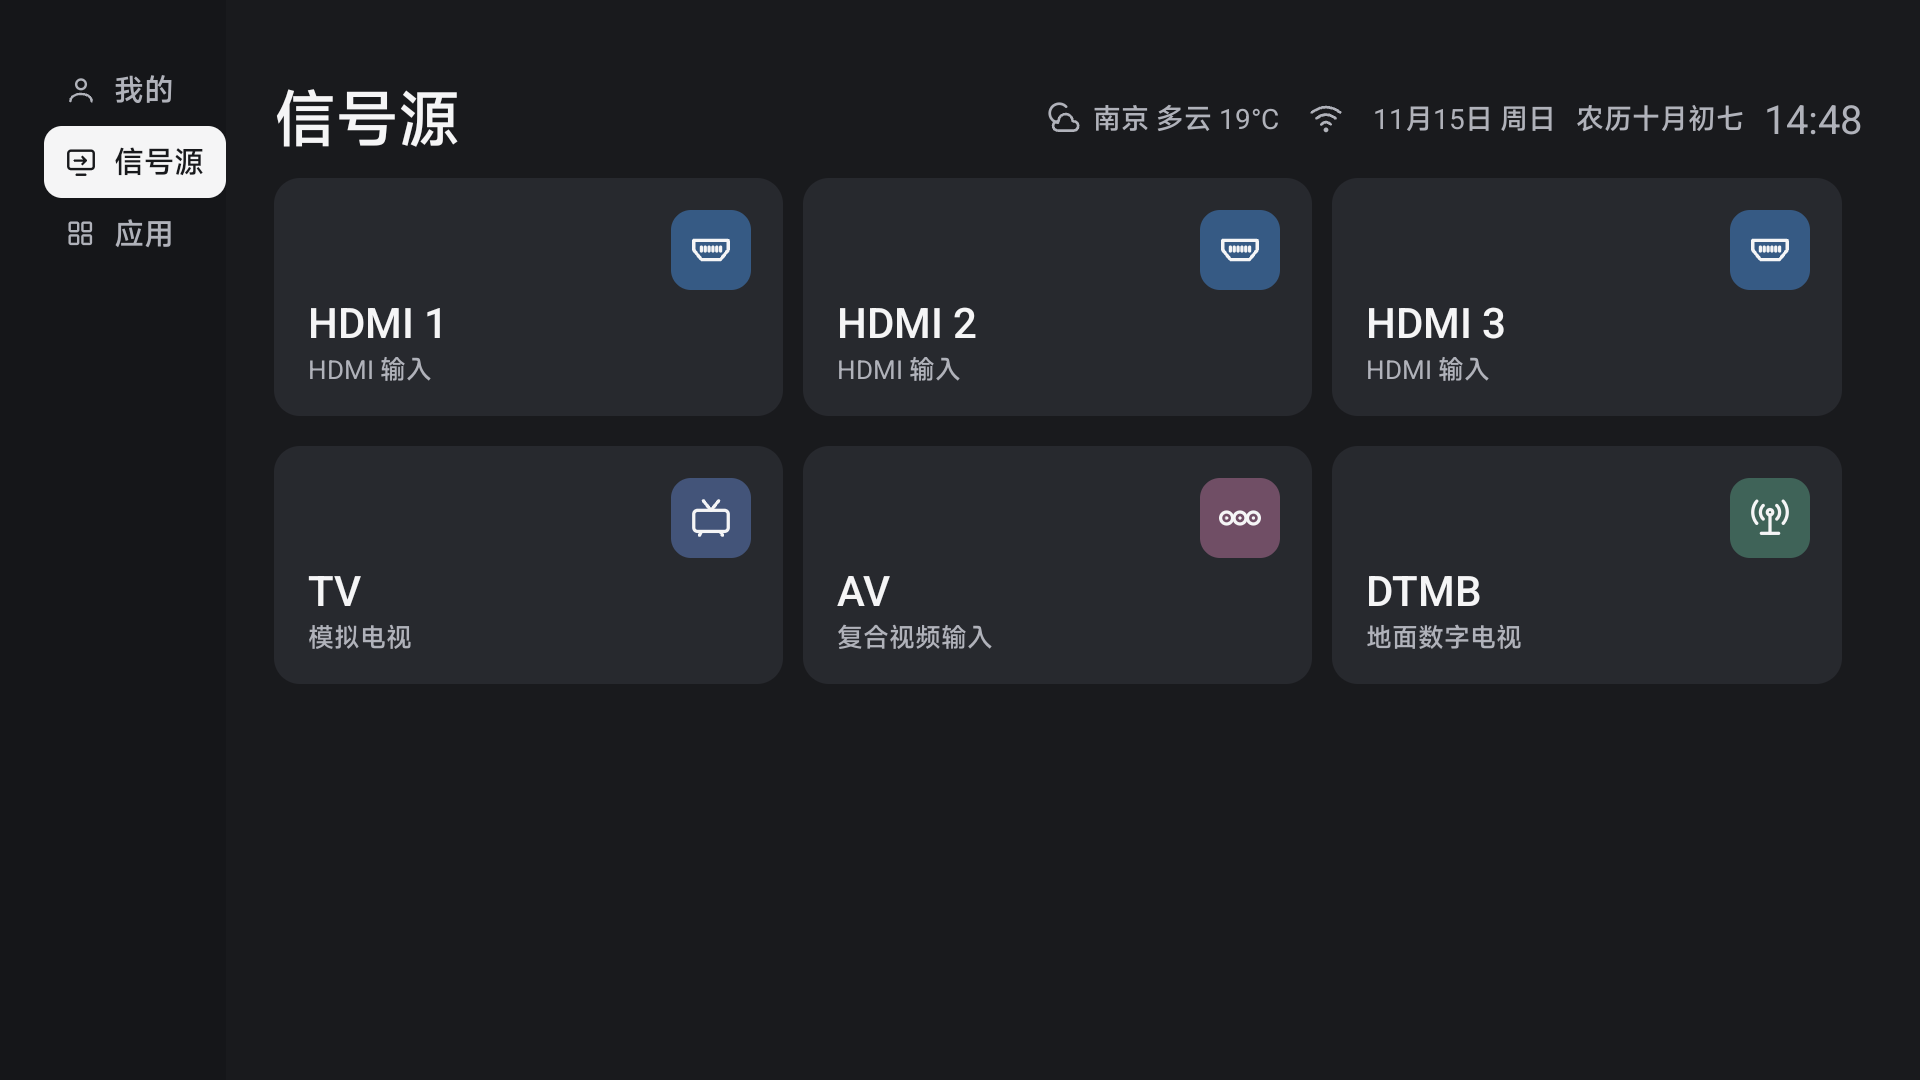 我的
信号源
应用
信号源
南京 多云 19°C 11月15日 周日 农历十月初七 14:48
HDMI 1
HDMI 输入
HDMI 2
HDMI 输入
HDMI 3
HDMI 输入
TV
模拟电视
AV
复合视频输入
DTMB
地面数字电视